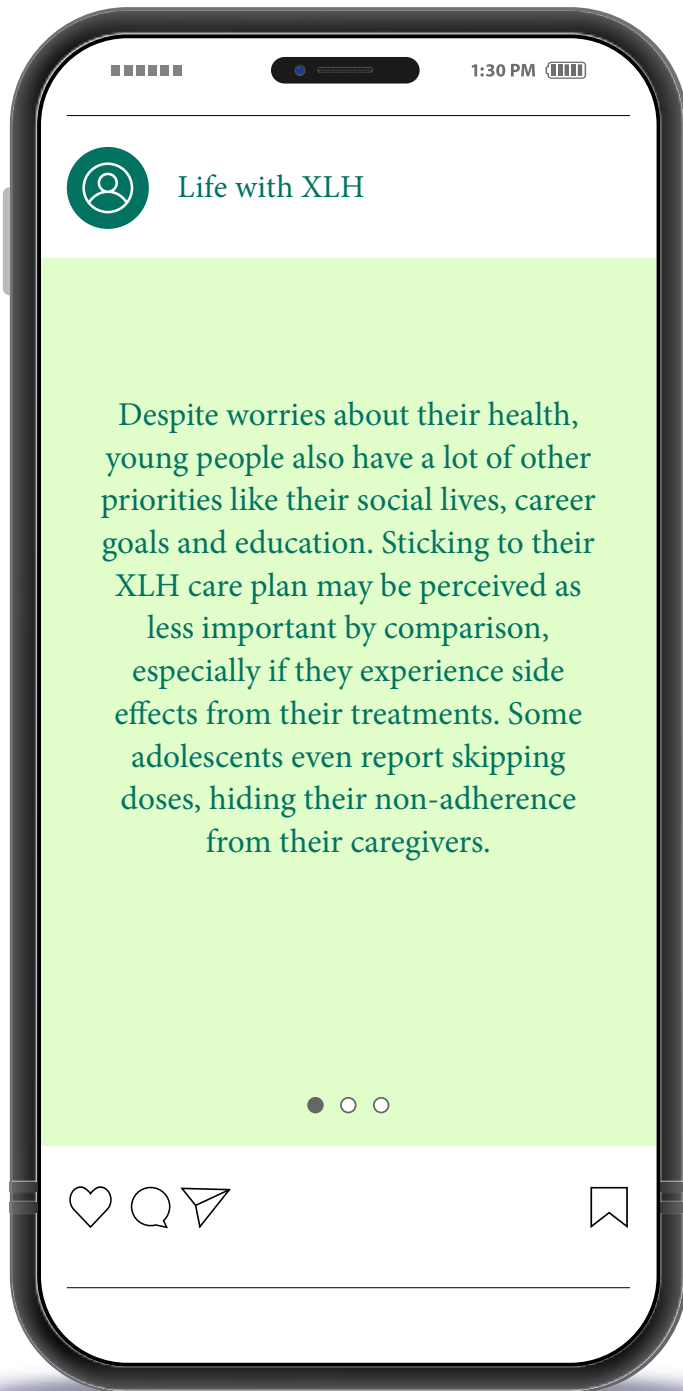 1:30 PM
Life with XLH
Despite worries about their health,
young people also have a lot of other
priorities like their social lives, career
goals and education. Sticking to their
XLH care plan may be perceived as
less important by comparison,
especially if they experience side
effects from their treatments. Some
adolescents even report skipping
doses, hiding their non-adherence
from their caregivers.